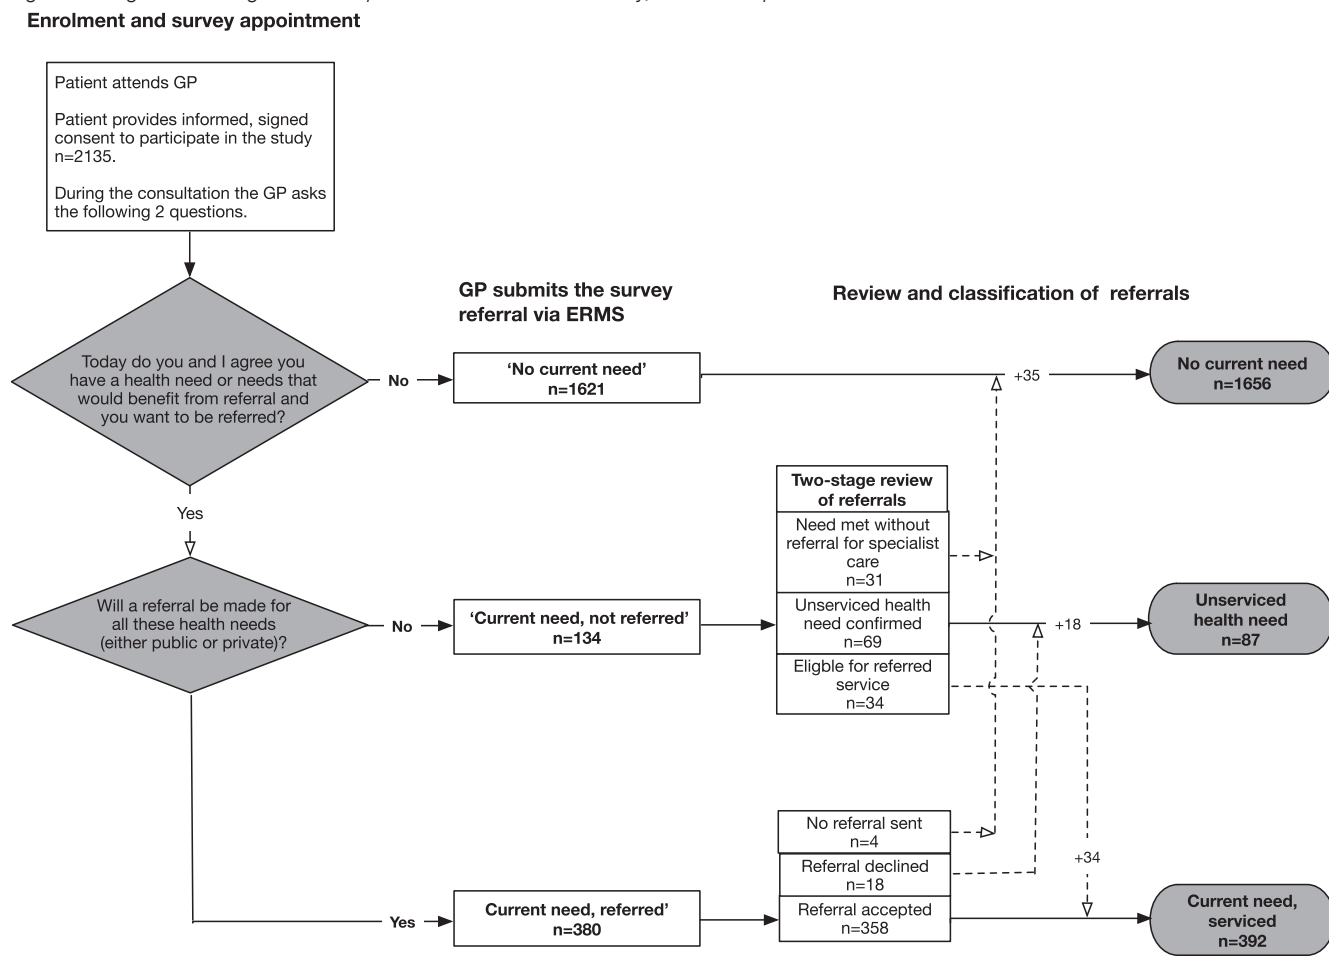 Enrolment and survey appointment
Patient attends GP
Patient provides informed, signed
consent to participate in the study
n=2135.
During the consultation the GP asks
the following 2 questions.
GP submits the survey
referral via ERMS
Review and classification of referrals
Today do you and I agree you
have a health need or needs that
would benefit from referral and
you want to be referred?
No
‘No current need’
n=1621
+35
No current need
n=1656
Yes
Two-stage review
of referrals
Need met without
referral for specialist
care
n=31
Will a referral be made for
all these health needs
(either public or private)?
No
‘Current need, not referred’
n=134
Unserviced health
need confirmed
n=69
+18
Unserviced
health need
n=87
Eligble for referred
service
n=34
No referral sent
n=4
Referral declined
n=18
+34
Yes
Current need, referred’
n=380
Referral accepted
n=358
Current need,
serviced
n=392